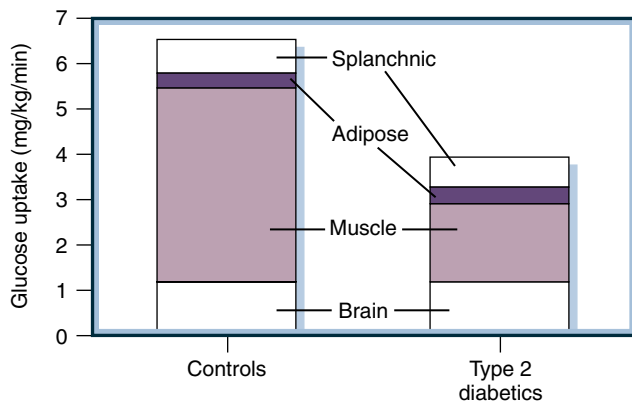 Glucose uptake (mg/kg/min)
7
6
5
4
3
2
1
0
Splanchnic
Adipose
Muscle
Brain
Controls
Type 2
diabetics